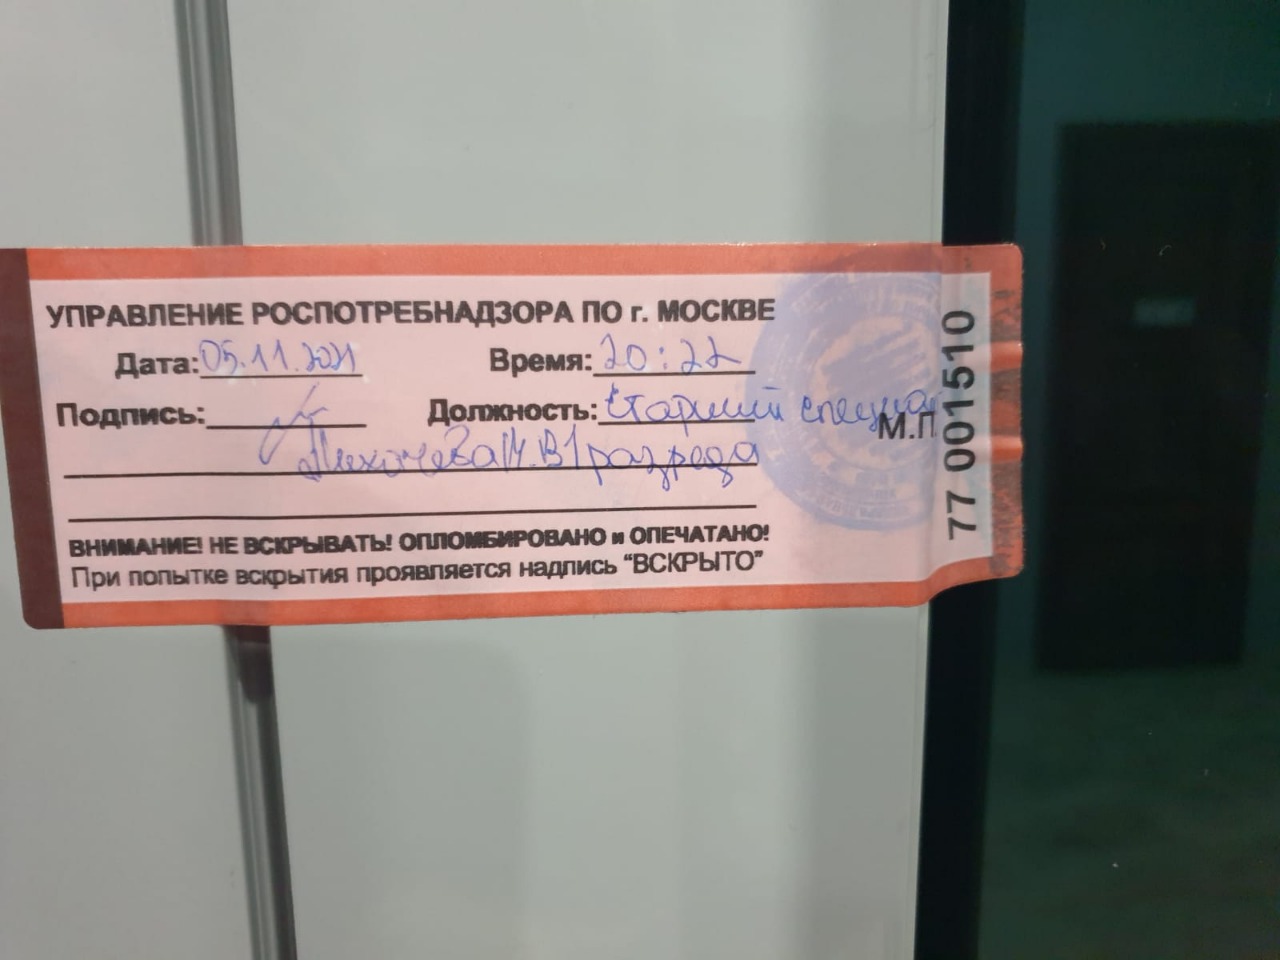 УПРАВЛЕНИЕ РОСПОТРЕБНАДЗОРА ПО г. МОСКВЕ
Дата: 05.11.2021 Время: 20:22
Подпись: Должность: Старший специа
М.П
разряда
ВНИМАНИЕ! НЕ ВСКРЫВАТЬ! ОПЛОМБИРОВАНО и ОПЕЧАТАНО!
При попытке вскрытия проявляется надпись “ВСКРЫТО”
77 001510